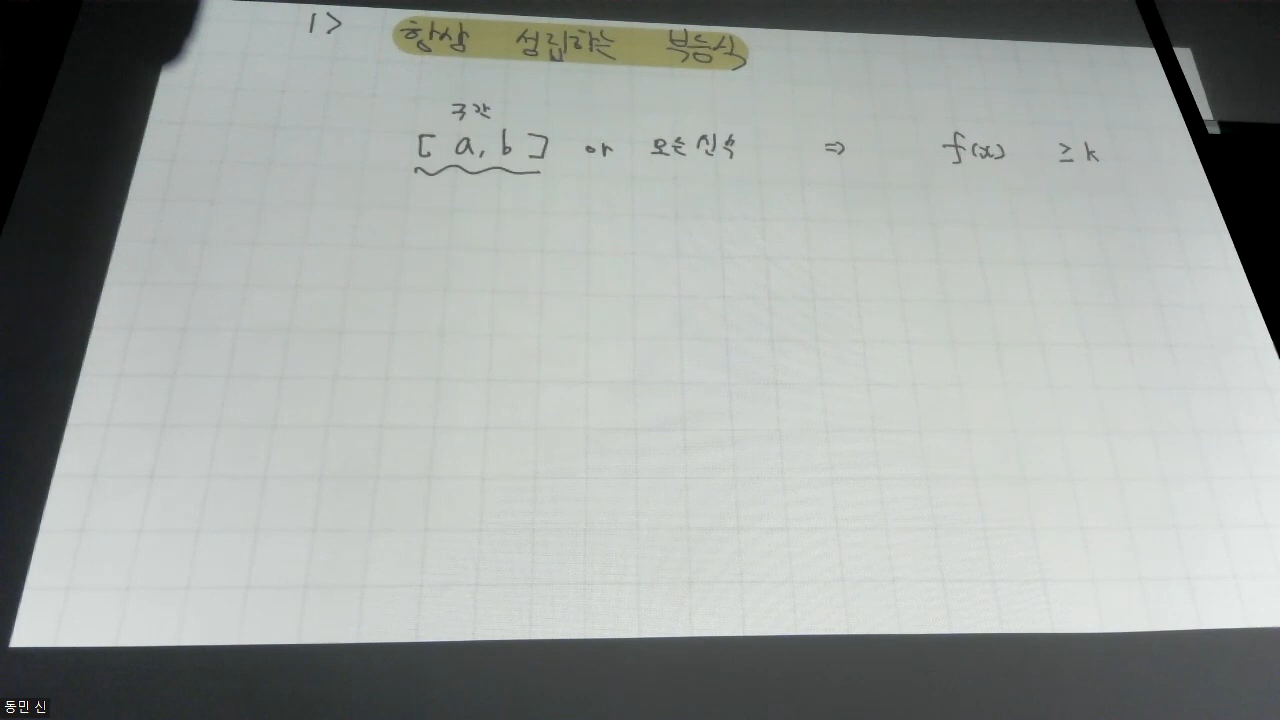 1> 항상 성립하는 부등식
구간
[a, b] or 모든 실수 ⇒ f(x) ≥ k
동민 신